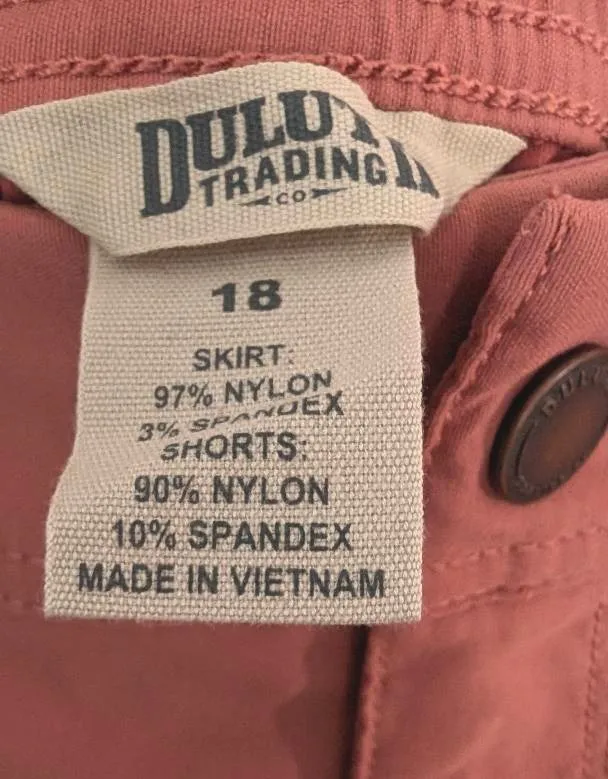 DULUTH
TRADING
CO
18
SKIRT:
97% NYLON
3% SPANDEX
SHORTS:
90% NYLON
10% SPANDEX
MADE IN VIETNAM